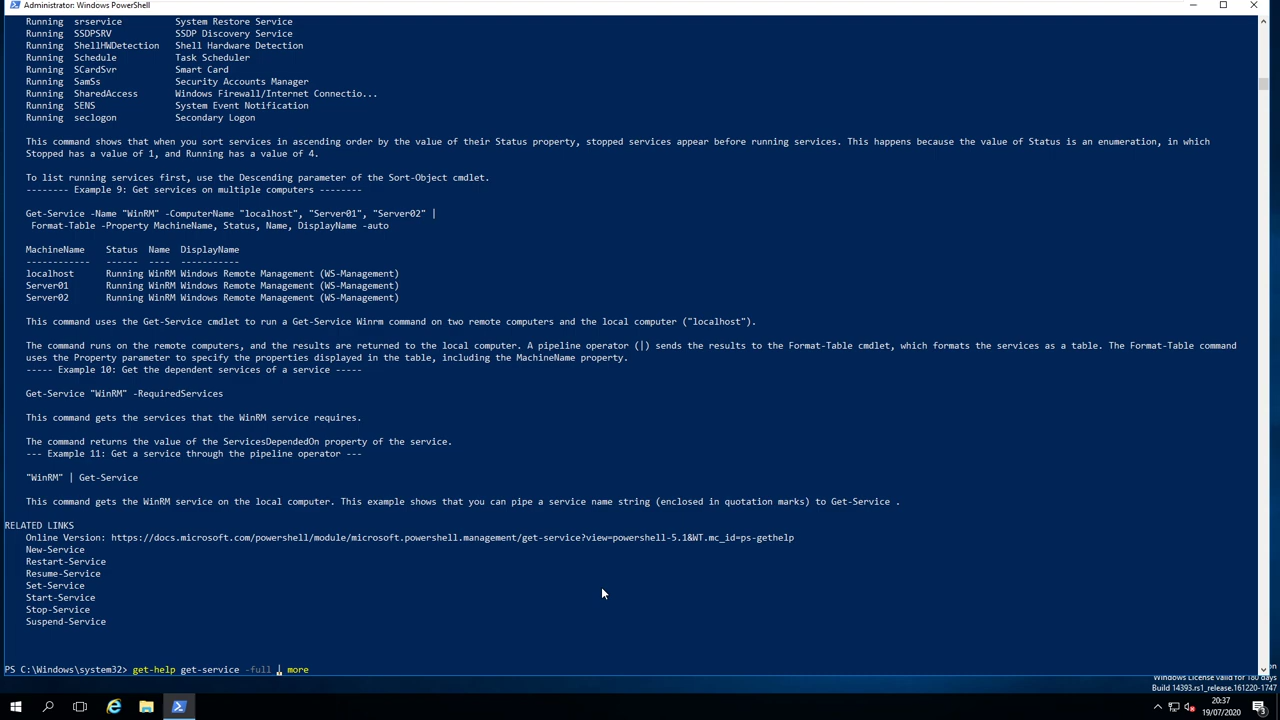 Administrator: Windows PowerShell
Running srservice System Restore Service
Running SSDPSRV SSDP Discovery Service
Running ShellHWDetection Shell Hardware Detection
Running Schedule Task Scheduler
Running SCardSvr Smart Card
Running SamSs Security Accounts Manager
Running SharedAccess Windows Firewall/Internet Connectio...
Running SENS System Event Notification
Running seclogon Secondary Logon
This command shows that when you sort services in ascending order by the value of their Status property, stopped services appear before running services. This happens because the value of Status is an enumeration, in which
Stopped has a value of 1, and Running has a value of 4.
To list running services first, use the Descending parameter of the Sort-Object cmdlet.
-------- Example 9: Get services on multiple computers --------
Get-Service -Name "WinRM" -ComputerName "localhost", "Server01", "Server02" |
Format-Table -Property MachineName, Status, Name, DisplayName -auto
MachineName Status Name DisplayName
------------ ------ ---- -----------
localhost Running WinRM Windows Remote Management (WS-Management)
Server01 Running WinRM Windows Remote Management (WS-Management)
Server02 Running WinRM Windows Remote Management (WS-Management)
This command uses the Get-Service cmdlet to run a Get-Service Winrm command on two remote computers and the local computer ("localhost").
The command runs on the remote computers, and the results are returned to the local computer. A pipeline operator (|) sends the results to the Format-Table cmdlet, which formats the services as a table. The Format-Table command
uses the Property parameter to specify the properties displayed in the table, including the MachineName property.
----- Example 10: Get the dependent services of a service -----
Get-Service "WinRM" -RequiredServices
This command gets the services that the WinRM service requires.
The command returns the value of the ServicesDependedOn property of the service.
--- Example 11: Get a service through the pipeline operator ---
"WinRM" | Get-Service
This command gets the WinRM service on the local computer. This example shows that you can pipe a service name string (enclosed in quotation marks) to Get-Service .
RELATED LINKS
Online Version: https://docs.microsoft.com/powershell/module/microsoft.powershell.management/get-service?view=powershell-5.1&WT.mc_id=ps-gethelp
New-Service
Restart-Service
Resume-Service
Set-Service
Start-Service
Stop-Service
Suspend-Service
PS C:\Windows\system32> get-help get-service -full | more
on
Windows License valid for 180 days
Build 14393.rs1_release.161220-1747
20:37
19/07/2020
3